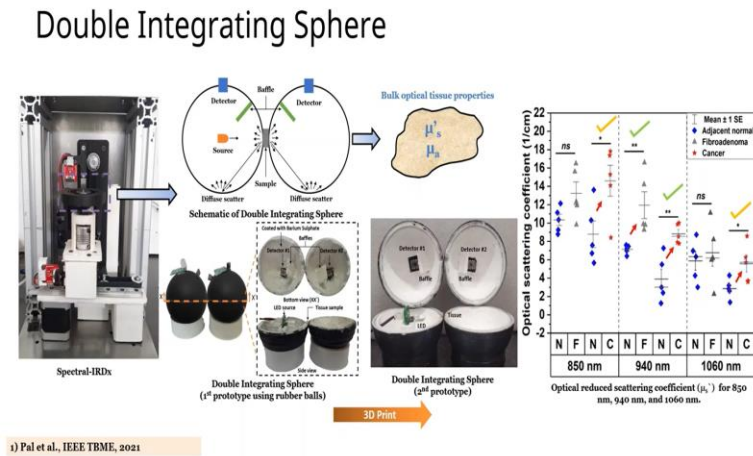 Double Integrating Sphere
Detector
Baffle
Detector
Source
Sample
Diffuse scatter
Diffuse scatter
Schematic of Double Integrating Sphere
Bulk optical tissue properties
μ's
μa
Spectral-IRDx
Coated with Barium Sulphate
Baffles
Detector #1
Detector #2
Bottom view (XX')
LED source
Tissue sample
Side view
Double Integrating Sphere
(1st prototype using rubber balls)
Detector #1
Detector #2
Baffle
Baffle
LED
Tissue
Double Integrating Sphere
(2nd prototype)
3D Print
Optical scattering coefficient (1/cm)
22
20
18
16
14
12
10
8
6
4
2
0
-2
Mean ± 1 SE
Adjacent normal
Fibroadenoma
Cancer
ns
*
**
**
ns
*
N F N C N F N C N F N C
850 nm 940 nm 1060 nm
Optical reduced scattering coefficient (μs') for 850
nm, 940 nm, and 1060 nm.
1) Pal et al., IEEE TBME, 2021